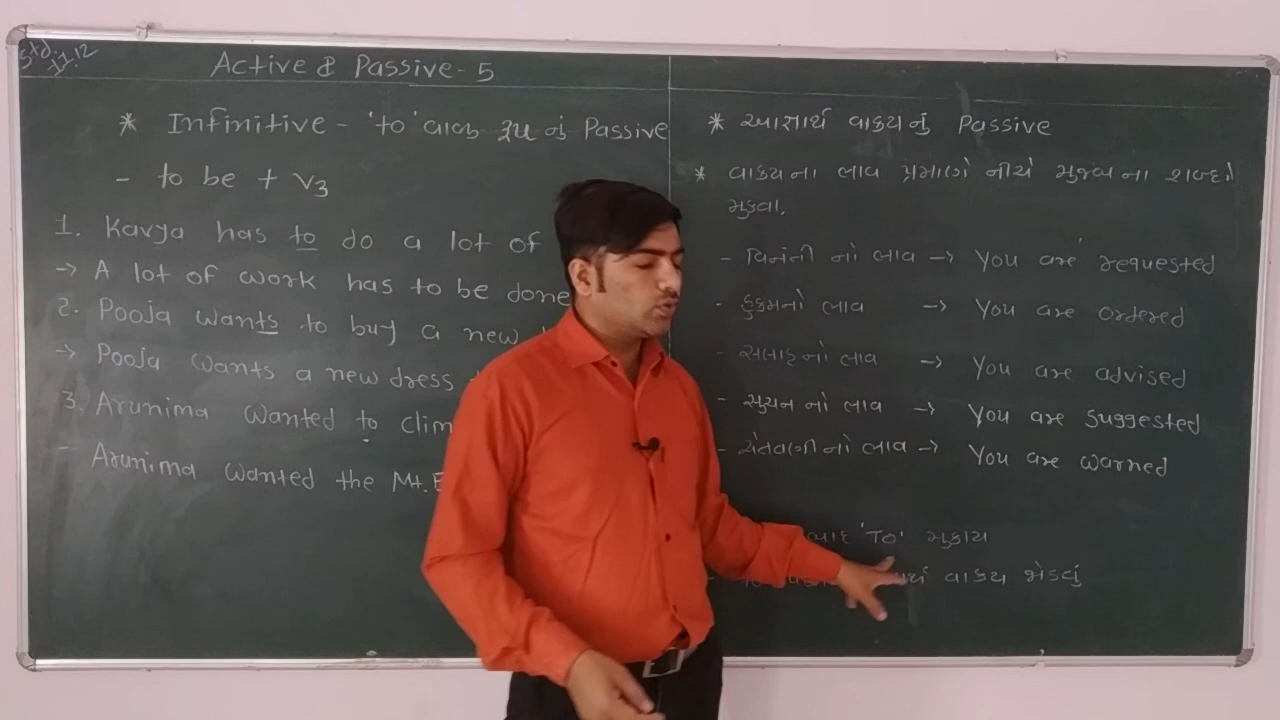 Std. 11.12
Active & Passive - 5
* Infinitive - 'to' વાળા રૂપ નું Passive
- to be + V3
1. Kavya has to do a lot of
→ A lot of work has to be done
2. Pooja wants to buy a new
→ Pooja wants a new dress
3. Arunima wanted to clim
- Arunima wanted the Mt. E
* આજ્ઞાર્થ વાક્યનું Passive
* વાક્યના ભાવ પ્રમાણે નીચે મુજબ ના શબ્દો
મુકવા.
- વિનંતી નો ભાવ → You are requested
- હુકમનો ભાવ → You are ordered
- સલાહનો ભાવ → You are advised
- સુચન નો ભાવ → You are suggested
- ચેતવણીનો ભાવ → You are warned
બાદ 'To' મુકાય
વાક્ય જોડવું